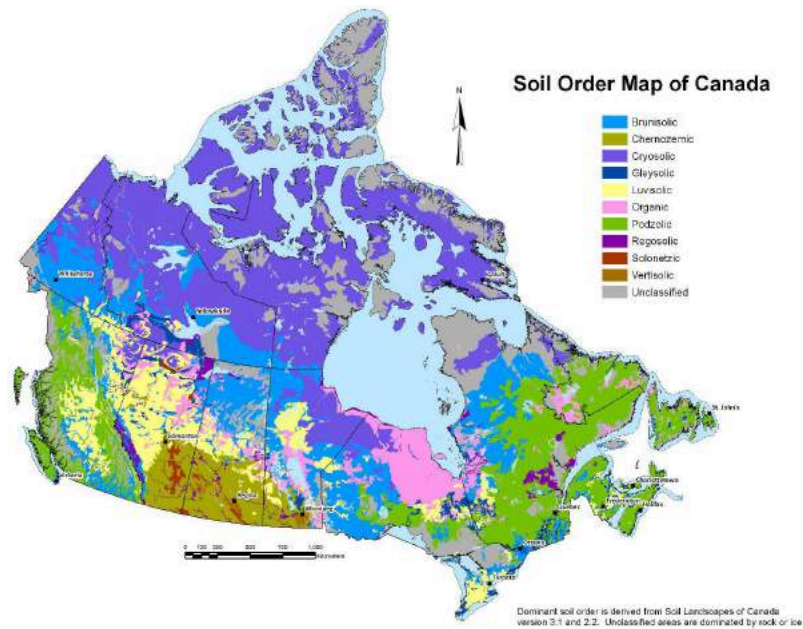 Soil Order Map of Canada
N
Brunisolic
Chernozemic
Cryosolic
Gleysolic
Luvisolic
Organic
Podzolic
Regosolic
Solonetzic
Vertisolic
Unclassified
Whitehorse
Yellowknife
Edmonton
Victoria
Regina
Winnipeg
St. John's
Charlottetown
Fredericton
Halifax
Québec
Ottawa
Toronto
Kilometers
Dominant soil order is derived from Soil Landscapes of Canada
version 3.1 and 2.2. Unclassified areas are dominated by rock or ice